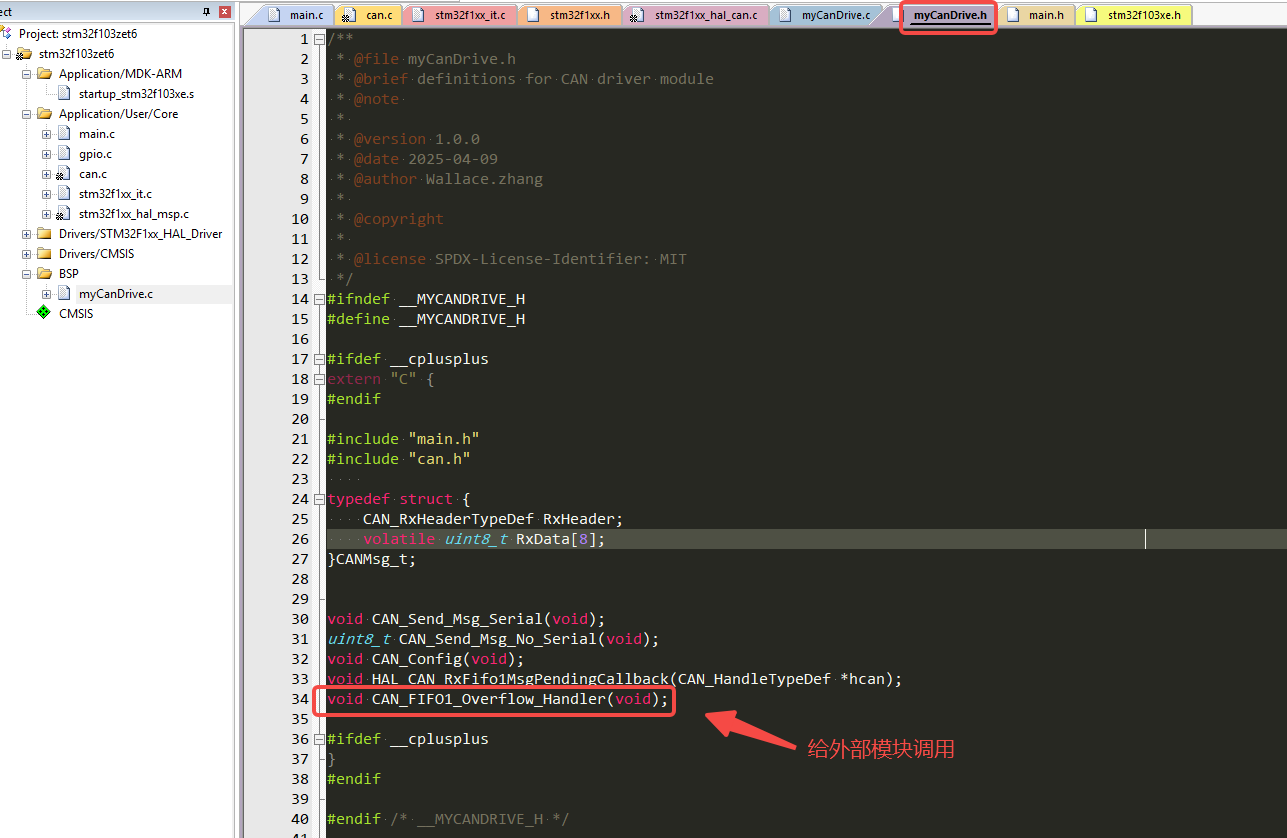 ect
Project: stm32f103zet6
stm32f103zet6
Application/MDK-ARM
startup_stm32f103xe.s
Application/User/Core
main.c
gpio.c
can.c
stm32f1xx_it.c
stm32f1xx_hal_msp.c
Drivers/STM32F1xx_HAL_Driver
Drivers/CMSIS
BSP
myCanDrive.c
CMSIS
main.c can.c stm32f1xx_it.c stm32f1xx.h stm32f1xx_hal_can.c myCanDrive.c myCanDrive.h main.h stm32f103xe.h
1 /**
2 * @file myCanDrive.h
3 * @brief definitions for CAN driver module
4 * @note
5 *
6 * @version 1.0.0
7 * @date 2025-04-09
8 * @author Wallace.zhang
9 *
10 * @copyright
11 *
12 * @license SPDX-License-Identifier: MIT
13 */
14 #ifndef __MYCANDRIVE_H
15 #define __MYCANDRIVE_H
16
17 #ifdef __cplusplus
18 extern "C" {
19 #endif
20
21 #include "main.h"
22 #include "can.h"
23
24 typedef struct {
25 CAN_RxHeaderTypeDef RxHeader;
26 volatile uint8_t RxData[8];
27 }CANMsg_t;
28
29
30 void CAN_Send_Msg_Serial(void);
31 uint8_t CAN_Send_Msg_No_Serial(void);
32 void CAN_Config(void);
33 void HAL_CAN_RxFifo1MsgPendingCallback(CAN_HandleTypeDef *hcan);
34 void CAN_FIFO1_Overflow_Handler(void);
35
36 #ifdef __cplusplus
37 }
38 #endif
39
40 #endif /* __MYCANDRIVE_H */
给外部模块调用